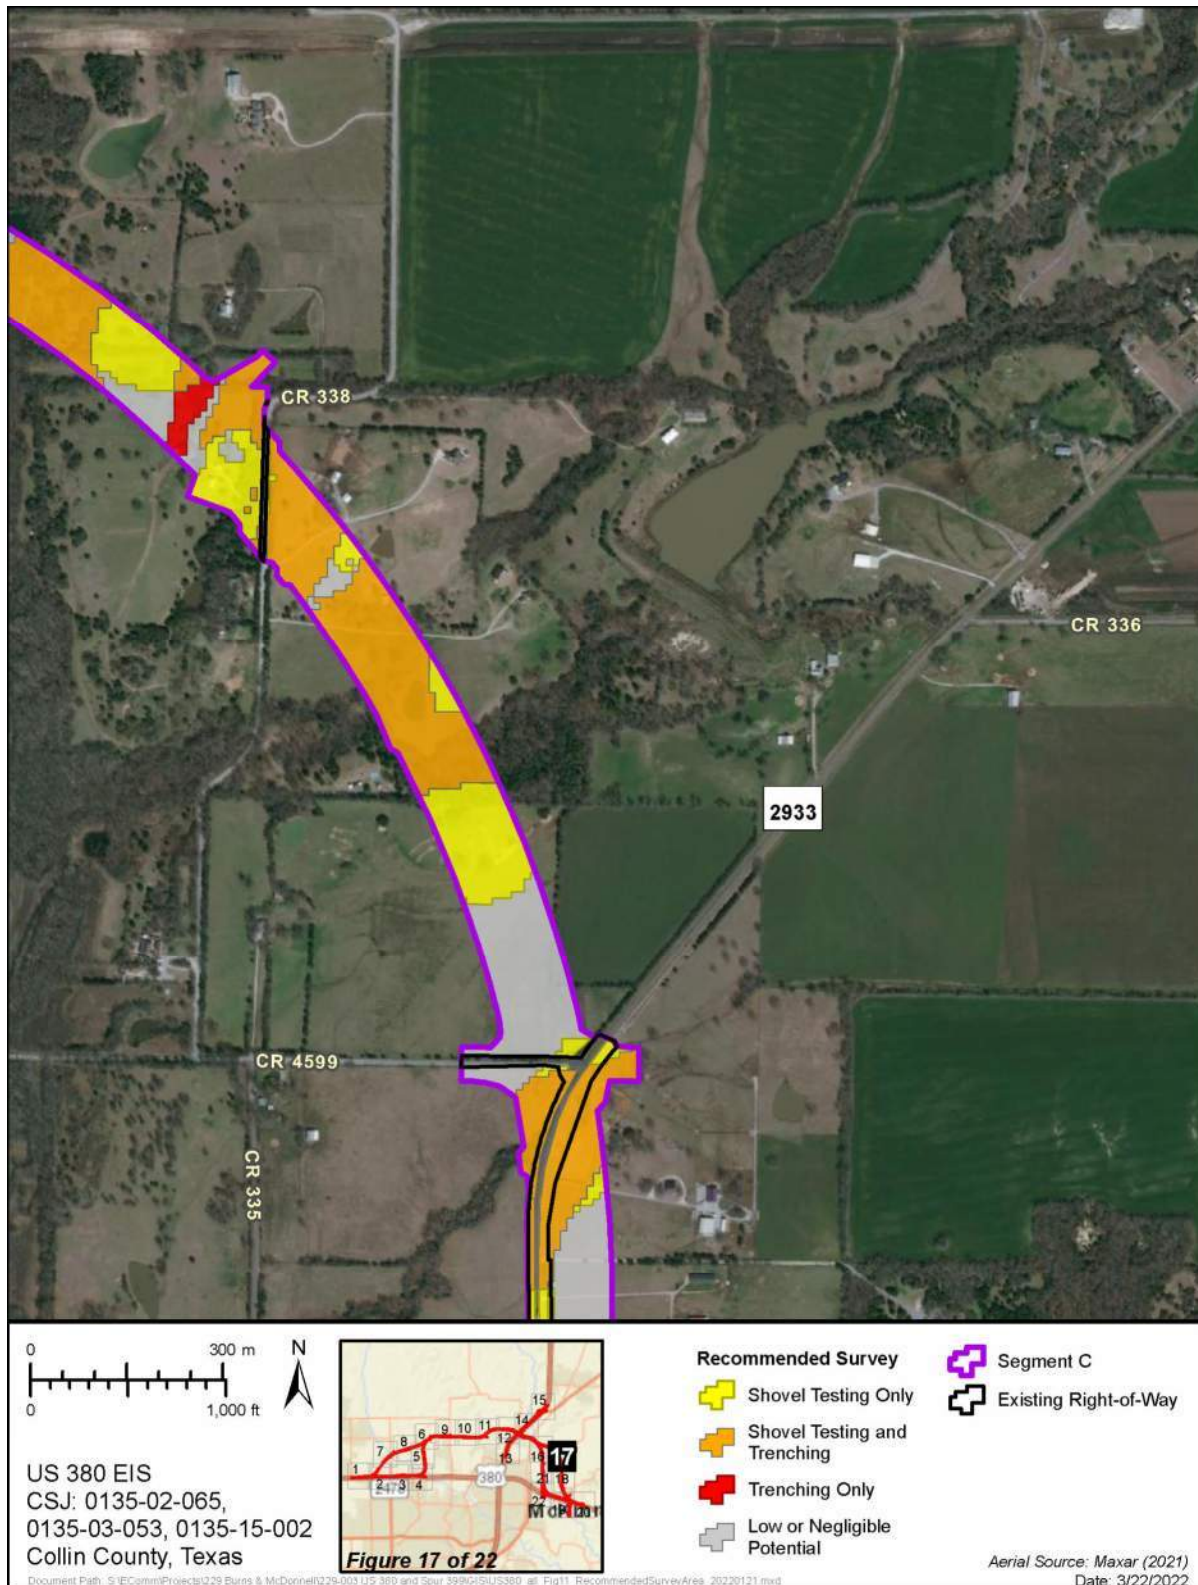 CR 338
CR 336
2933
CR 4599
CR 335
0 300 m
0 1,000 ft
N
US 380 EIS
CSJ: 0135-02-065,
0135-03-053, 0135-15-002
Collin County, Texas
1
2
3
4
5
6
7
8
9
10
11
12
13
14
15
16
17
18
21
22
380
Figure 17 of 22
Recommended Survey
Shovel Testing Only
Shovel Testing and
Trenching
Trenching Only
Low or Negligible
Potential
Segment C
Existing Right-of-Way
Aerial Source: Maxar (2021)
Date: 3/22/2022